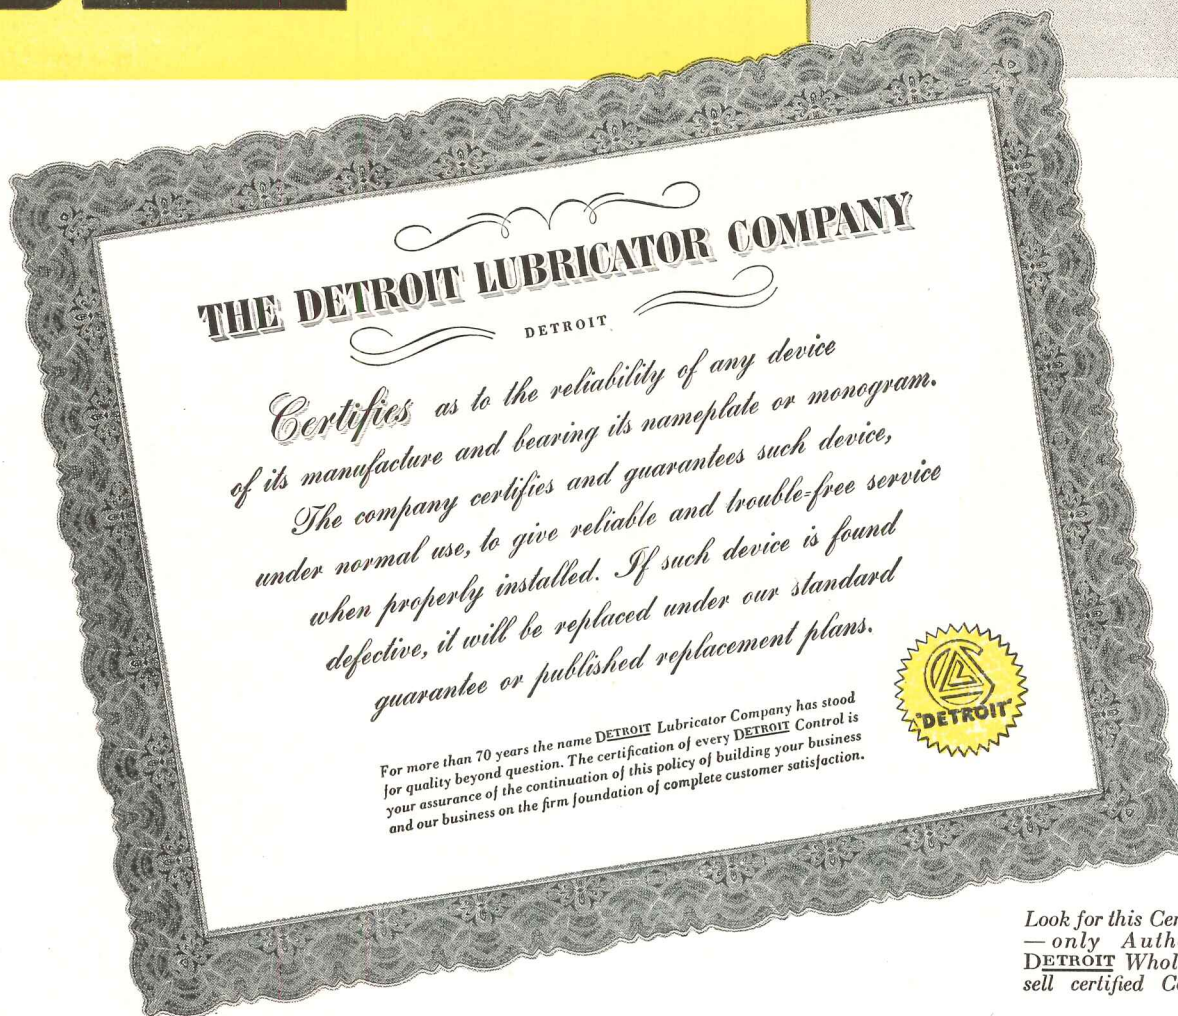 THE DETROIT LUBRICATOR COMPANY
DETROIT
Certifies as to the reliability of any device
of its manufacture and bearing its nameplate or monogram.
The company certifies and guarantees such device,
under normal use, to give reliable and trouble-free service
when properly installed. If such device is found
defective, it will be replaced under our standard
guarantee or published replacement plans.
For more than 70 years the name DETROIT Lubricator Company has stood
for quality beyond question. The certification of every DETROIT Control is
your assurance of the continuation of this policy of building your business
and our business on the firm foundation of complete customer satisfaction.
"DETROIT"
Look for this
— only
DETROIT
sell certified